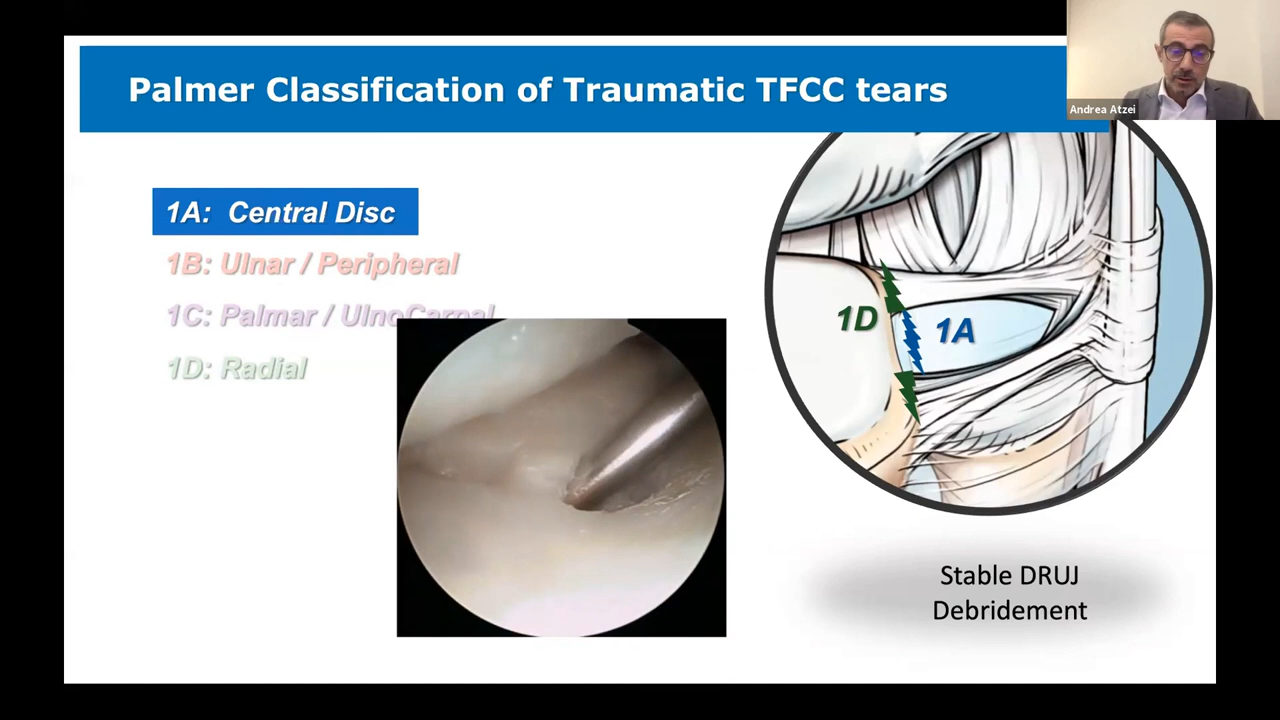 Palmer Classification of Traumatic TFCC tears
Andrea Atzei
1A: Central Disc
1B: Ulnar / Peripheral
1C: Palmar / UlnoCarpal
1D: Radial
1D
1A
Stable DRUJ
Debridement